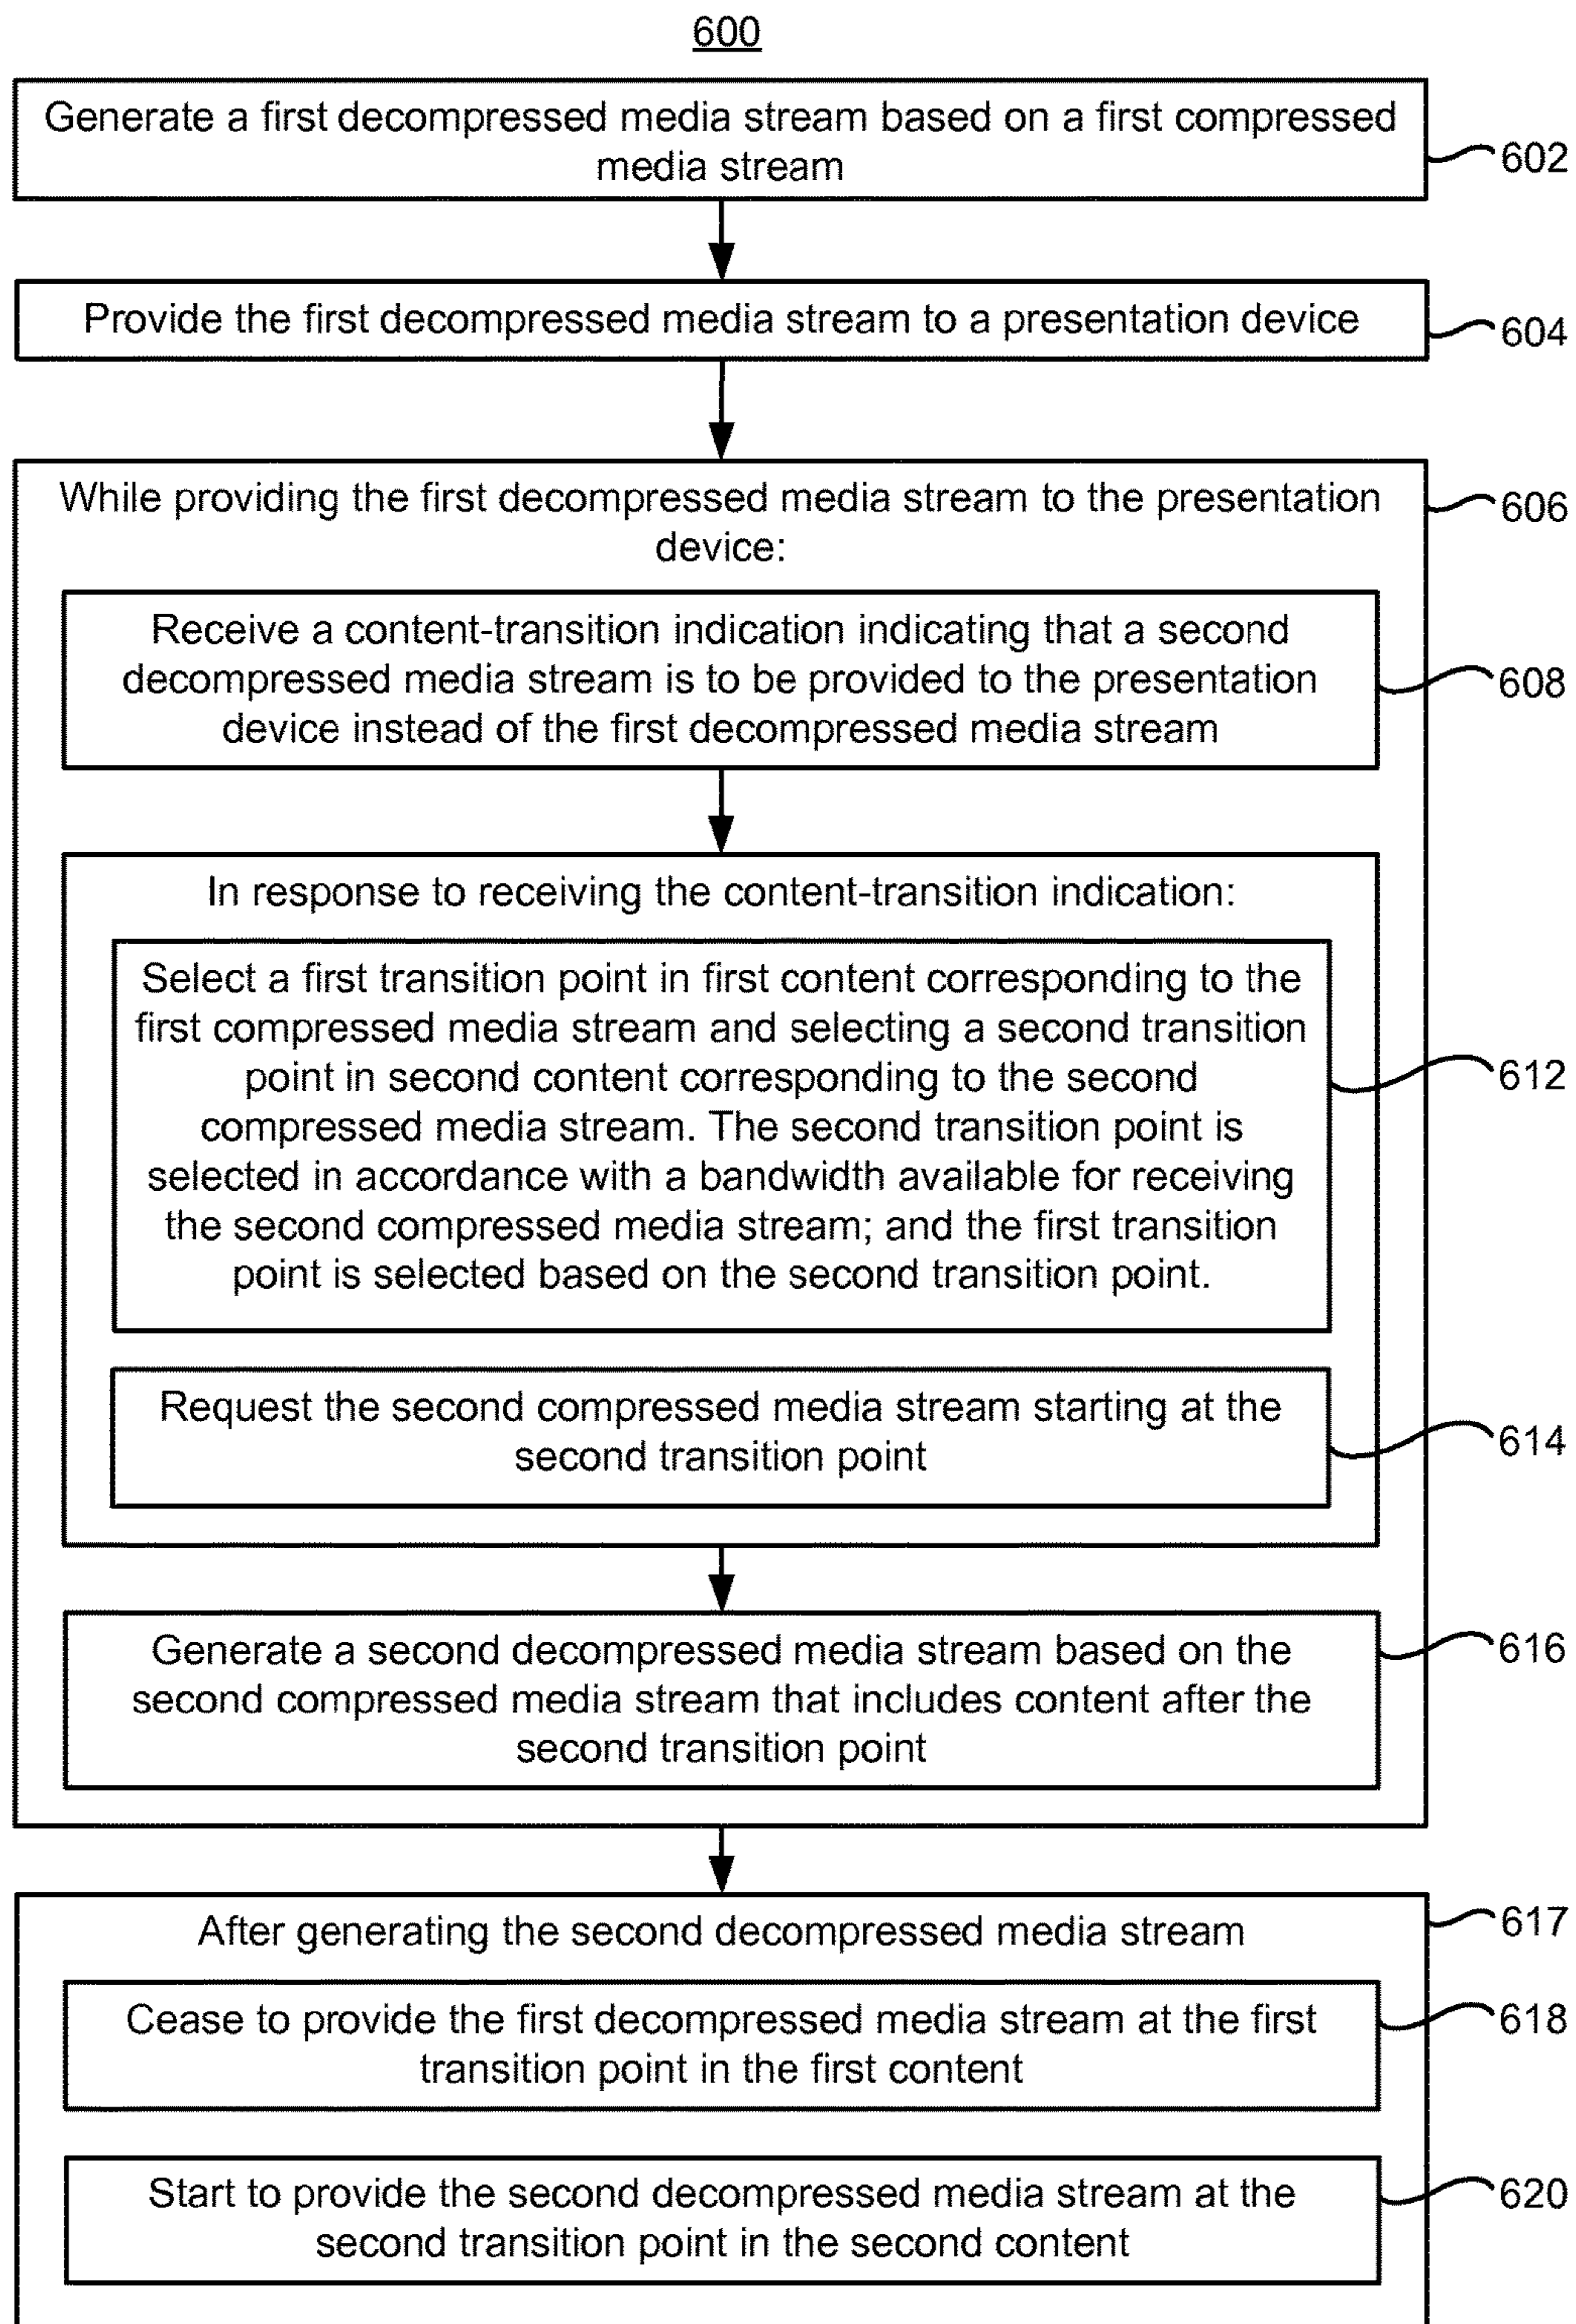 600
Generate a first decompressed media stream based on a first compressed
media stream
602
Provide the first decompressed media stream to a presentation device
604
While providing the first decompressed media stream to the presentation
device:
606
Receive a content-transition indication indicating that a second
decompressed media stream is to be provided to the presentation
device instead of the first decompressed media stream
608
In response to receiving the content-transition indication:
Select a first transition point in first content corresponding to the
first compressed media stream and selecting a second transition
point in second content corresponding to the second
compressed media stream. The second transition point is
selected in accordance with a bandwidth available for receiving
the second compressed media stream; and the first transition
point is selected based on the second transition point.
612
Request the second compressed media stream starting at the
second transition point
614
Generate a second decompressed media stream based on the
second compressed media stream that includes content after the
second transition point
616
After generating the second decompressed media stream
617
Cease to provide the first decompressed media stream at the first
transition point in the first content
618
Start to provide the second decompressed media stream at the
second transition point in the second content
620